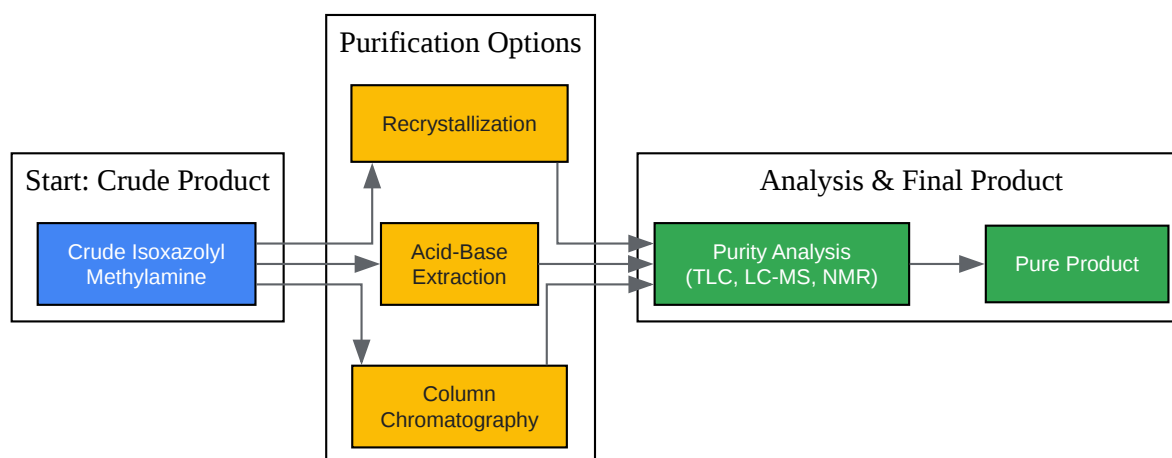 Start: Crude Product
Crude Isoxazolyl
Methylamine
Purification Options
Recrystallization
Acid-Base
Extraction
Column
Chromatography
Analysis & Final Product
Purity Analysis
(TLC, LC-MS, NMR)
Pure Product